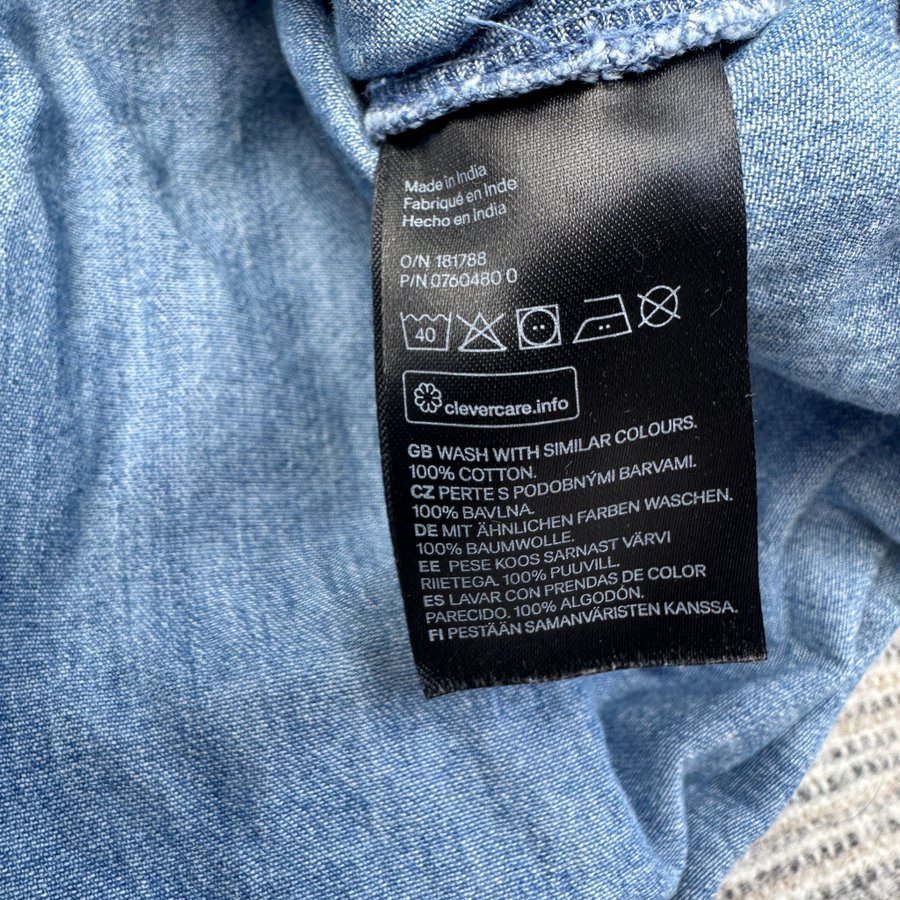 Made in India
Fabriqué en Inde
Hecho en India
O/N 181788
P/N 0760480 0
40
clevercare.info
GB WASH WITH SIMILAR COLOURS.
100% COTTON.
CZ PERTE S PODOBNÝMI BARVAMI.
100% BAVLNA.
DE MIT ÄHNLICHEN FARBEN WASCHEN.
100% BAUMWOLLE.
EE PESE KOOS SARNAST VÄRVI
RIIETEGA. 100% PUUVILL.
ES LAVAR CON PRENDAS DE COLOR
PARECIDO. 100% ALGODÓN.
FI PESTÄÄN SAMANVÄRISTEN KANSSA.